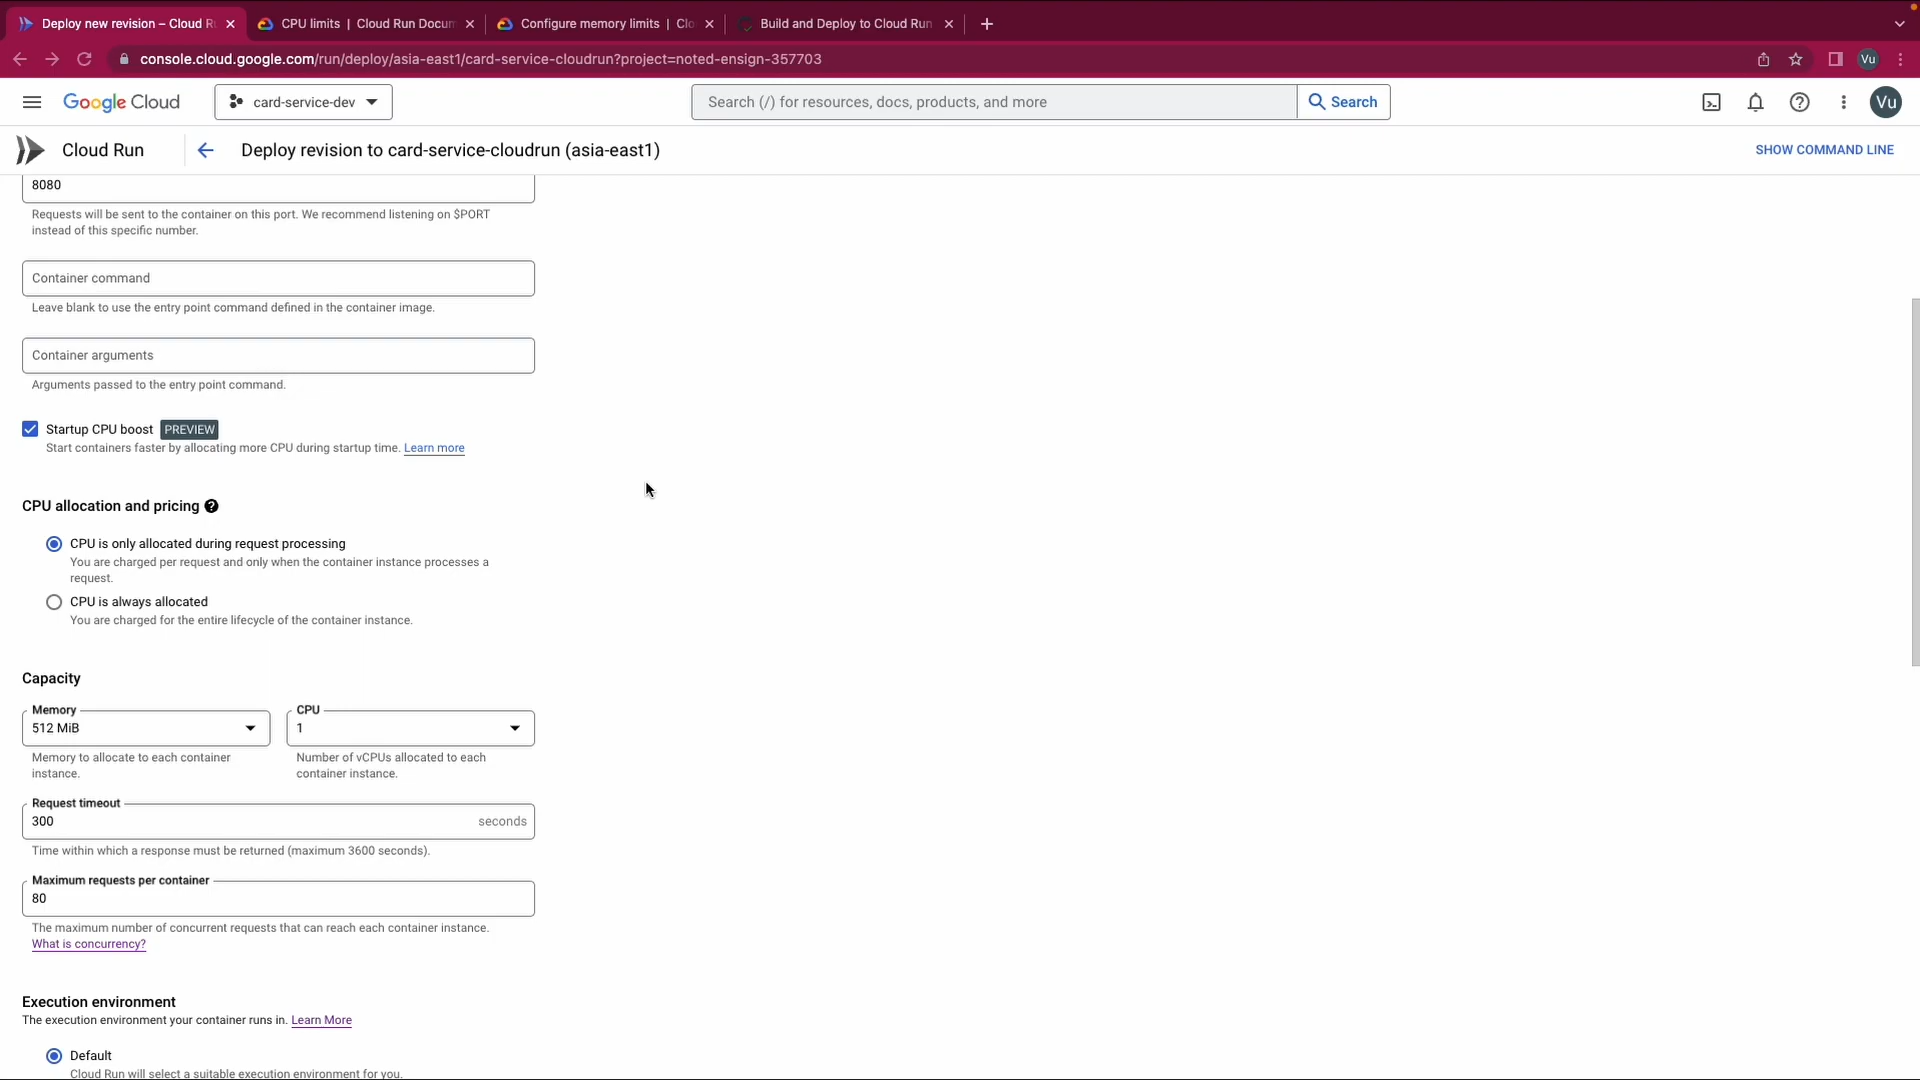 Deploy new revision – Cloud R
CPU limits | Cloud Run Docum
Configure memory limits | Clo
Build and Deploy to Cloud Run
console.cloud.google.com/run/deploy/asia-east1/card-service-cloudrun?project=noted-ensign-357703
Vu
Google Cloud
card-service-dev
Search (/) for resources, docs, products, and more
Search
Vu
Cloud Run
Deploy revision to card-service-cloudrun (asia-east1)
SHOW COMMAND LINE
8080
Requests will be sent to the container on this port. We recommend listening on $PORT
instead of this specific number.
Container command
Leave blank to use the entry point command defined in the container image.
Container arguments
Arguments passed to the entry point command.
Startup CPU boost PREVIEW
Start containers faster by allocating more CPU during startup time. Learn more
CPU allocation and pricing ?
CPU is only allocated during request processing
You are charged per request and only when the container instance processes a
request.
CPU is always allocated
You are charged for the entire lifecycle of the container instance.
Capacity
Memory
512 MiB
Memory to allocate to each container
instance.
CPU
1
Number of vCPUs allocated to each
container instance.
Request timeout
300 seconds
Time within which a response must be returned (maximum 3600 seconds).
Maximum requests per container
80
The maximum number of concurrent requests that can reach each container instance.
What is concurrency?
Execution environment
The execution environment your container runs in. Learn More
Default
Cloud Run will select a suitable execution environment for you.